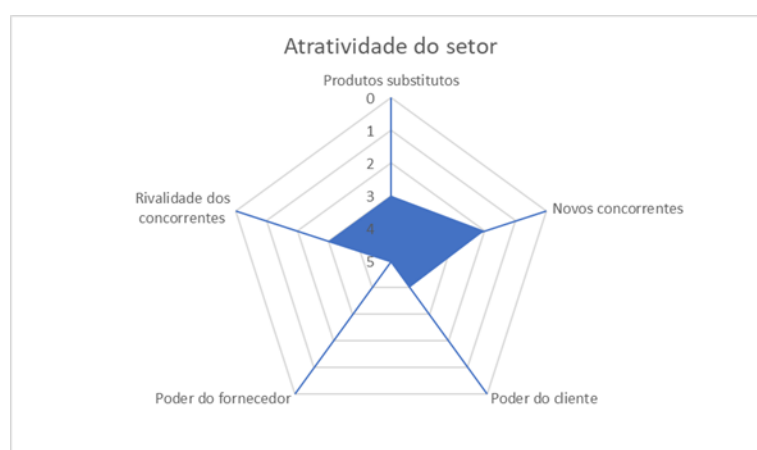 Atratividade do setor
Produtos substitutos
0
1
2
3
4
5
Rivalidade dos
concorrentes
Novos concorrentes
Poder do fornecedor
Poder do cliente